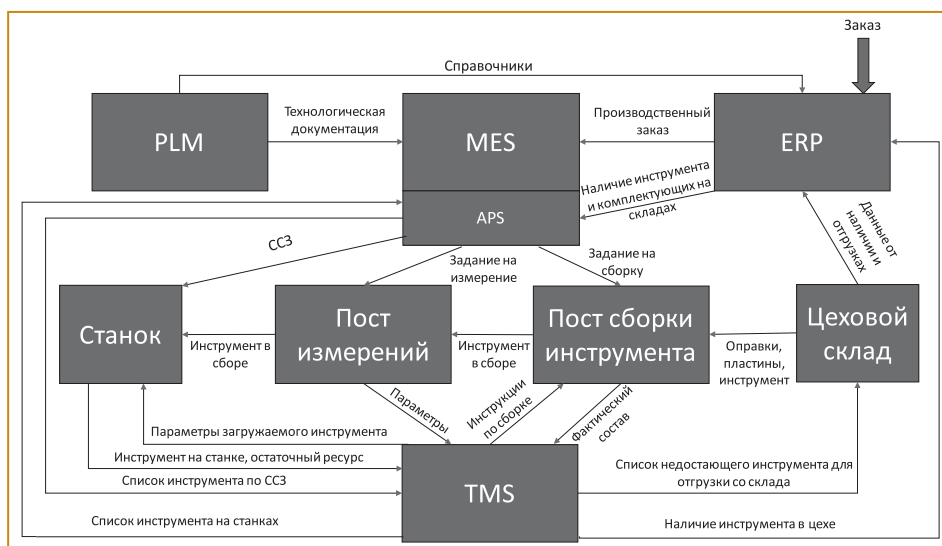 Заказ
Справочники
PLM
Технологическая
документация
MES
Производственный
заказ
ERP
Наличие инструмента
и комплектующих на
складах
APS
Данные от
наличии и
отгрузках
ССЗ
Задание на
измерение
Задание на
сборку
Станок
Инструмент в
сборе
Пост
измерений
Инструмент в
сборе
Пост сборки
инструмента
Оправки,
пластины,
инструмент
Цеховой
склад
Параметры
Инструкции
по сборке
Фактический
состав
Параметры загружаемого инструмента
Инструмент на станке, остаточный ресурс
Список инструмента по ССЗ
TMS
Список недостающего инструмента для
отгрузки со склада
Список инструмента на станках
Наличие инструмента в цехе